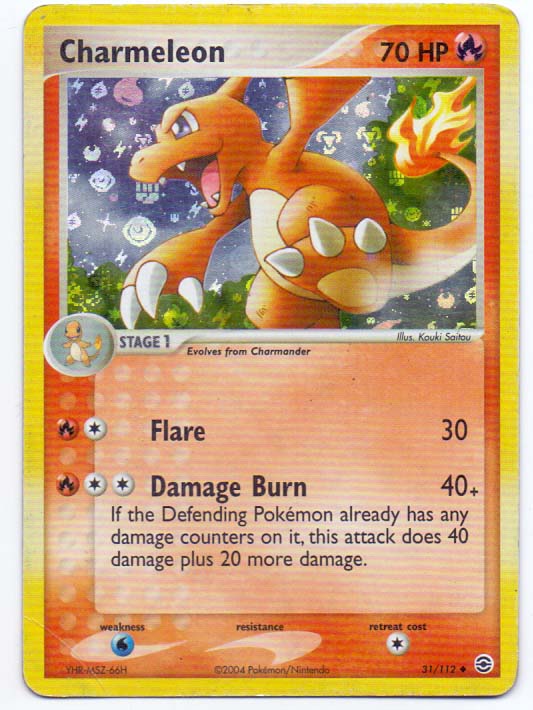 Charmeleon 70 HP
Illus. Kouki Saitou
STAGE 1
Evolves from Charmander
Flare 30
Damage Burn 40+
If the Defending Pokémon already has any
damage counters on it, this attack does 40
damage plus 20 more damage.
weakness resistance retreat cost
YHR-MSZ-66H ©2004 Pokémon/Nintendo 31/112